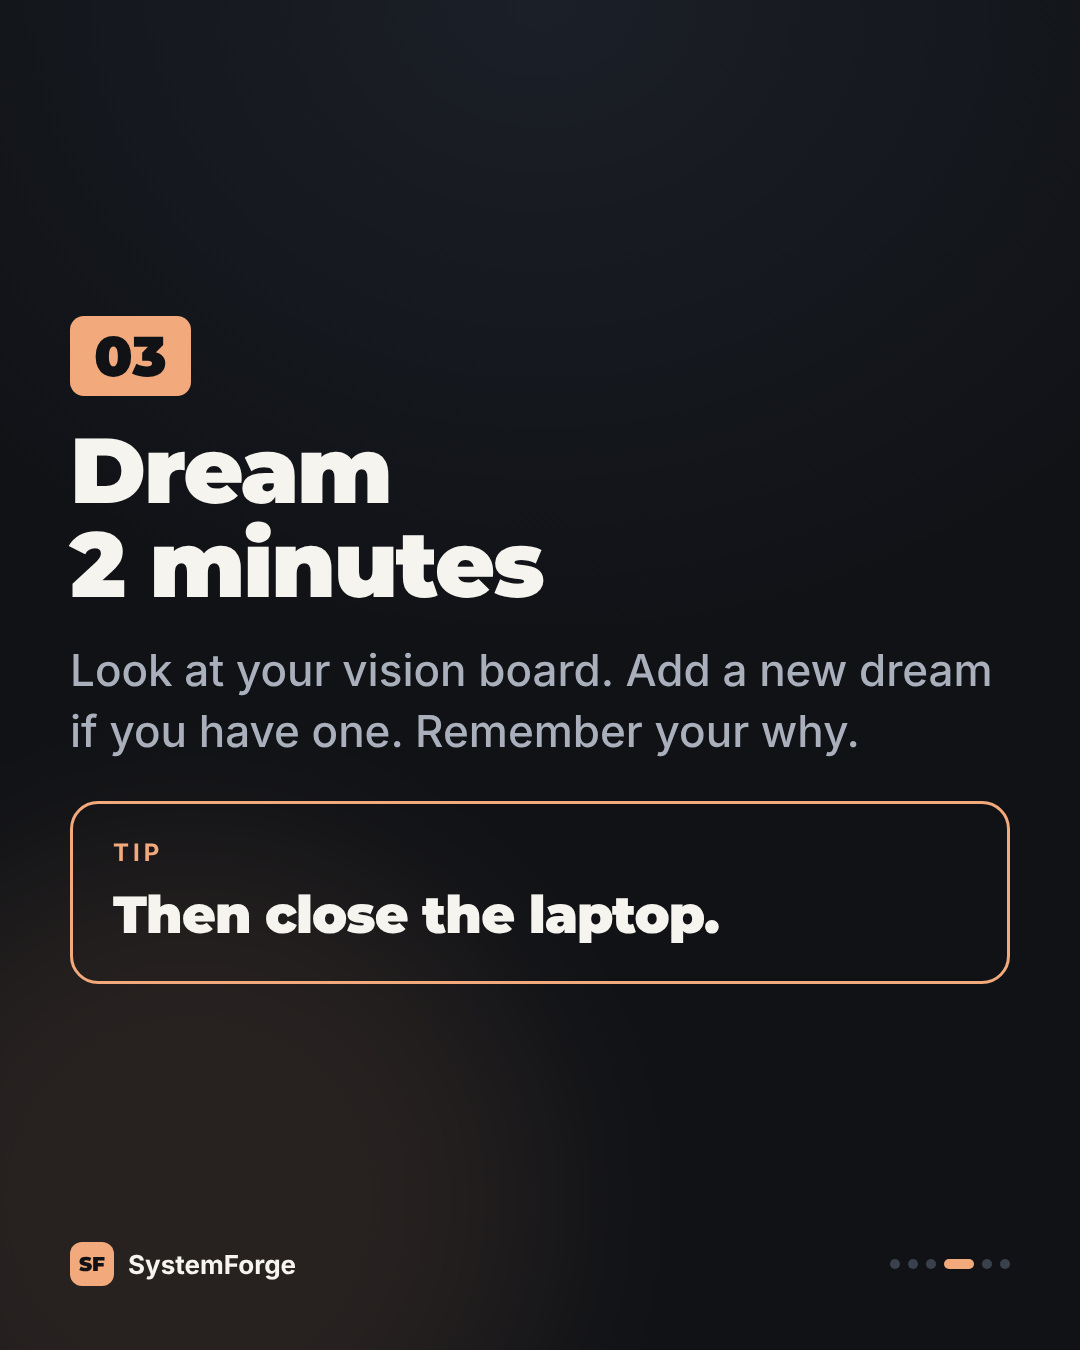 03
Dream
2 minutes
Look at your vision board. Add a new dream
if you have one. Remember your why.
TIP
Then close the laptop.
SF SystemForge